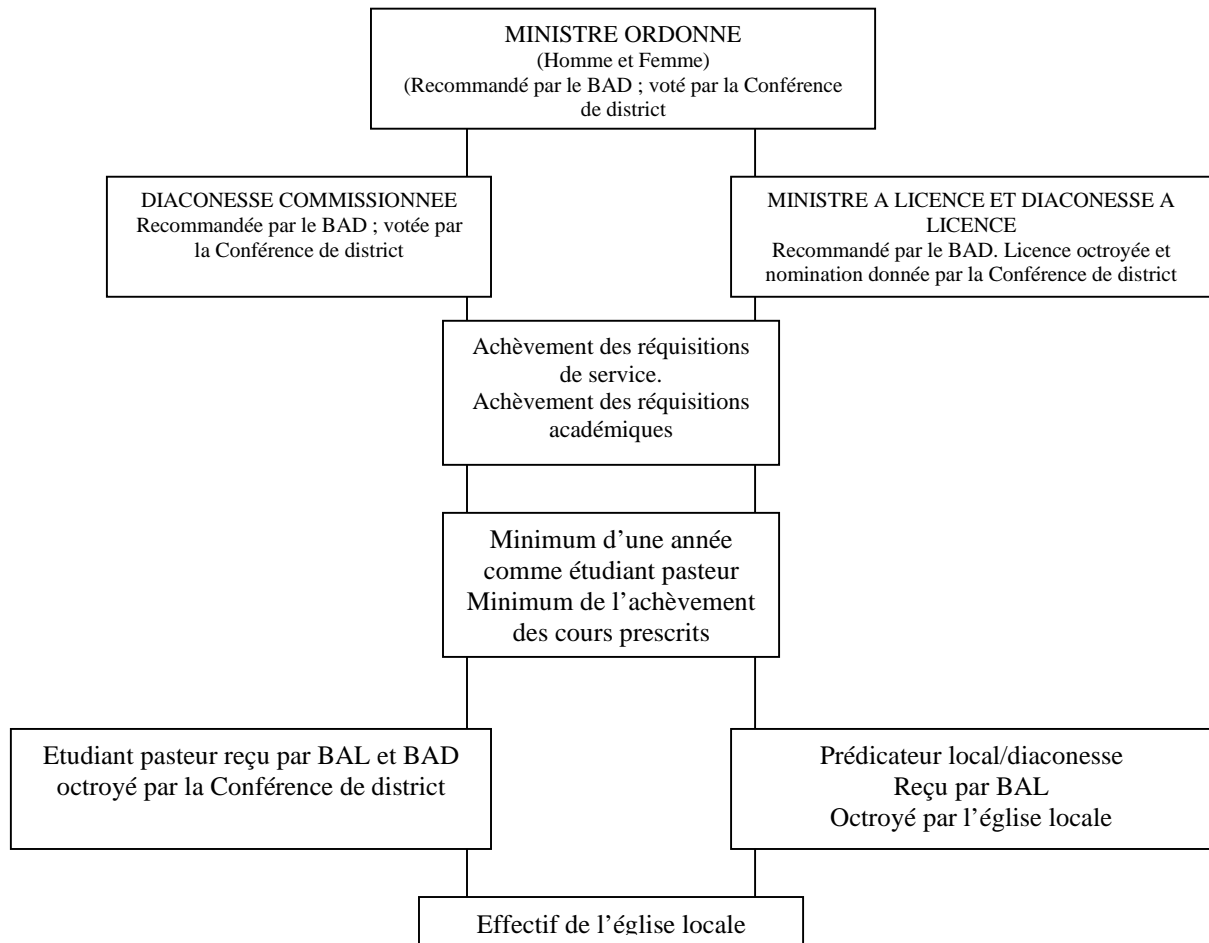 MINISTRE ORDONNE
(Homme et Femme)
(Recommandé par le BAD ; voté par la Conférence
de district
DIACONESSE COMMISSIONNEE
Recommandée par le BAD ; votée par
la Conférence de district
MINISTRE A LICENCE ET DIACONESSE A
LICENCE
Recommandé par le BAD. Licence octroyée et
nomination donnée par la Conférence de district
Achèvement des réquisitions
de service.
Achèvement des réquisitions
académiques
Minimum d’une année
comme étudiant pasteur
Minimum de l’achèvement
des cours prescrits
Etudiant pasteur reçu par BAL et BAD
octroyé par la Conférence de district
Prédicateur local/diaconesse
Reçu par BAL
Octroyé par l’église locale
Effectif de l’église locale